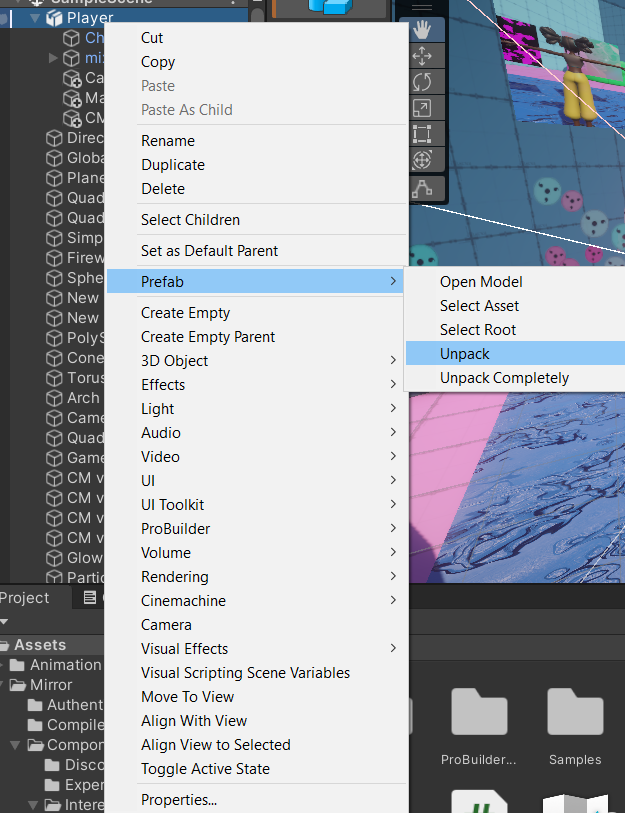 SampleScene
Player
Ch
mix
Ca
Ma
CM
Direc
Globa
Plane
Quad
Quad
Simp
Firew
Sphe
New
New
PolyS
Cone
Torus
Arch
Came
Quad
Game
CM v
CM v
CM v
CM v
Glow
Partic
Cut
Copy
Paste
Paste As Child
Rename
Duplicate
Delete
Select Children
Set as Default Parent
Prefab
Create Empty
Create Empty Parent
3D Object
Effects
Light
Audio
Video
UI
UI Toolkit
ProBuilder
Volume
Rendering
Cinemachine
Camera
Visual Effects
Visual Scripting Scene Variables
Move To View
Align With View
Align View to Selected
Toggle Active State
Properties...
Open Model
Select Asset
Select Root
Unpack
Unpack Completely
Project
Assets
Animation
Mirror
Authent
Compile
Compon
Disco
Exper
Intere
ProBuilder...
Samples